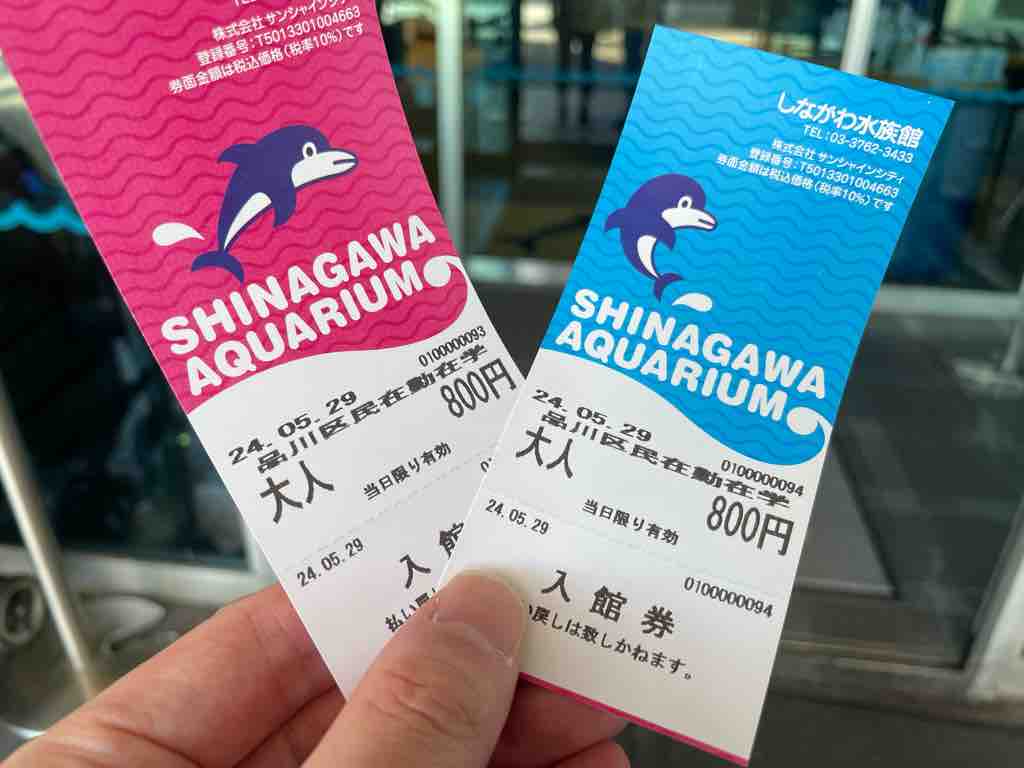 株式会社 サンシャインシティ
登録番号:T5013301004663
券面金額は税込価格(税率10%)です
SHINAGAWA
AQUARIUM
0100000093
24.05.29
品川区民在勤在学
大人
800円
当日限り有効
24.05.29
入館
払い戻
しながわ水族館
TEL:03-3762-3433
株式会社 サンシャインシティ
登録番号:T5013301004663
券面金額は税込価格(税率10%)です
SHINAGAWA
AQUARIUM
24.05.29
0100000094
品川区民在勤在学
大人
800円
当日限り有効
24.05.29
0100000094
入館券
い戻しは致しかねます。